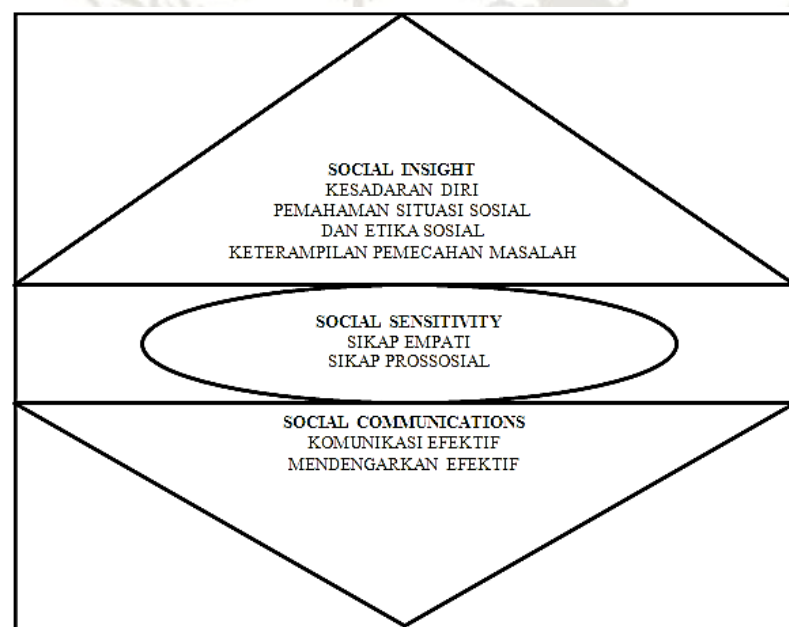 SOCIAL INSIGHT
KESADARAN DIRI
PEMAHAMAN SITUASI SOSIAL
DAN ETIKA SOSIAL
KETERAMPILAN PEMECAHAN MASALAH
SOCIAL SENSITIVITY
SIKAP EMPATI
SIKAP PROSSOSIAL
SOCIAL COMMUNICATIONS
KOMUNIKASI EFEKTIF
MENDENGARKAN EFEKTIF